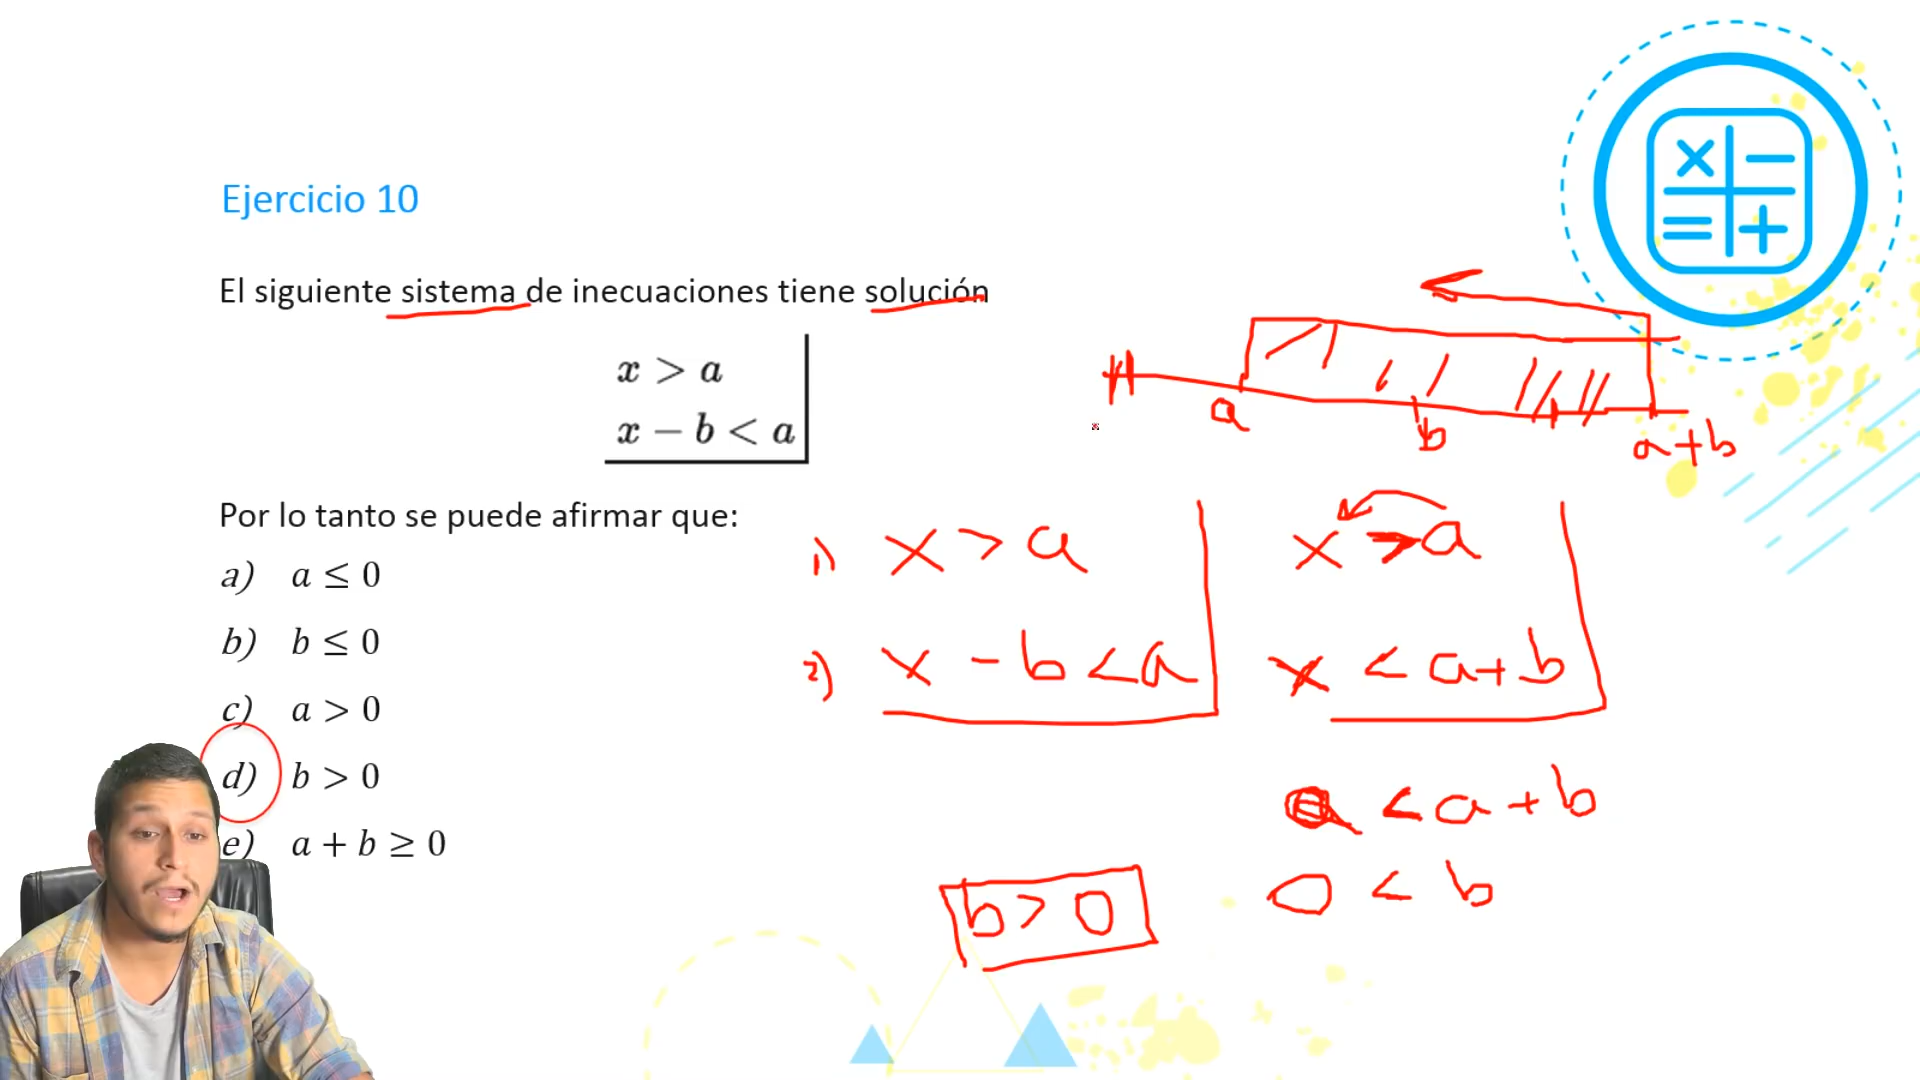 Ejercicio 10
El siguiente sistema de inecuaciones tiene solución
x > a
x − b < a
Por lo tanto se puede afirmar que:
a) a ≤ 0
b) b ≤ 0
c) a > 0
d) b > 0
e) a + b ≥ 0
a
b
a+b
1) x > a
x > a
2) x - b < a
x < a+b
a < a+b
0 < b
b > 0